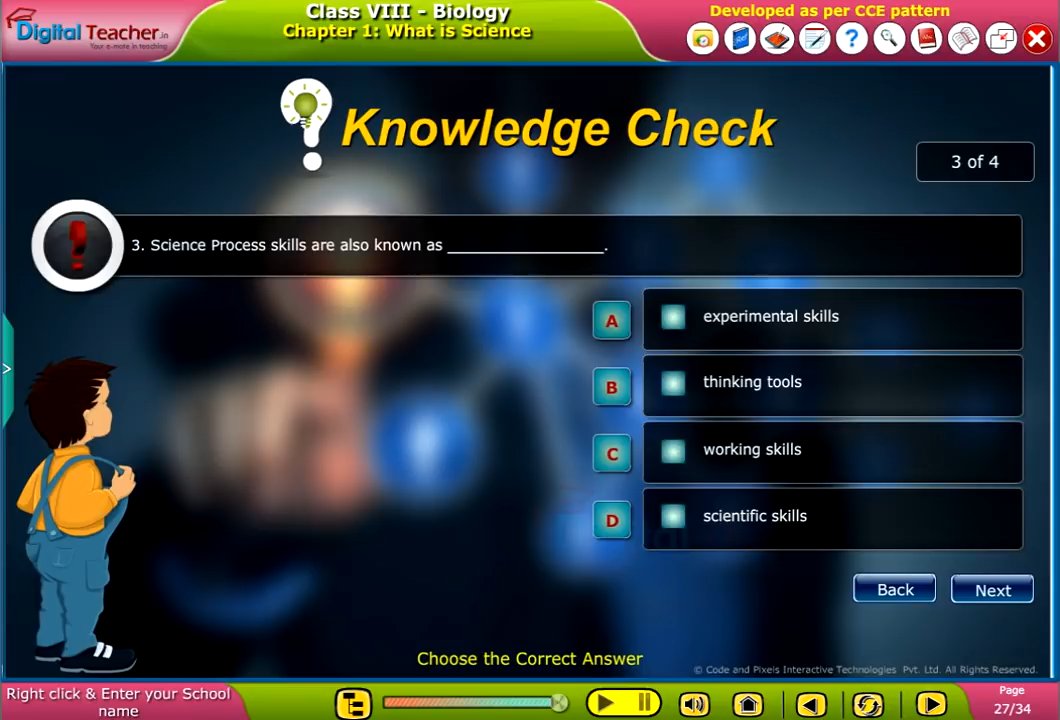 Digital Teacher.in
Your e-mate in teaching
Class VIII - Biology
Chapter 1: What is Science
Developed as per CCE pattern
Knowledge Check
3 of 4
3. Science Process skills are also known as ________________.
A experimental skills
B thinking tools
C working skills
D scientific skills
Back Next
Choose the Correct Answer
© Code and Pixels Interactive Technologies Pvt. Ltd. All Rights Reserved.
Right click & Enter your School
name
Page
27/34